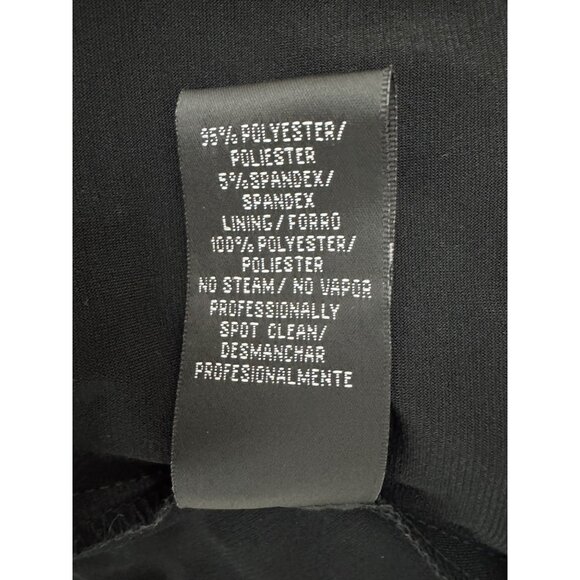 95% POLYESTER/
POLIESTER
5% SPANDEX/
SPANDEX
LINING/FORRO
100% POLYESTER/
POLIESTER
NO STEAM/ NO VAPOR
PROFESSIONALLY
SPOT CLEAN/
DESMANCHAR
PROFESIONALMENTE